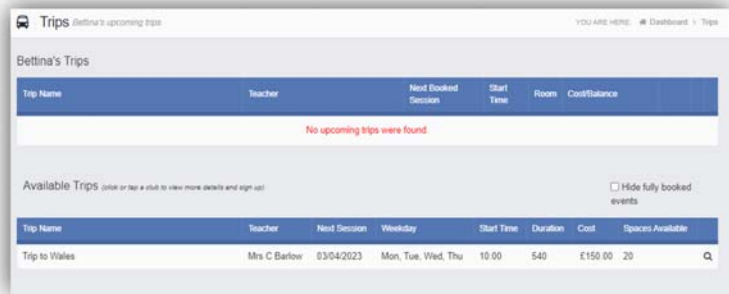 Trips Bettina's upcoming trips
YOU ARE HERE: Dashboard > Trips
Bettina's Trips
Trip Name Teacher Next Booked Session Start Time Room Cost/Balance
No upcoming trips were found
Available Trips (click or tap a club to view more details and sign up)
Hide fully booked events
Trip Name Teacher Next Session Weekday Start Time Duration Cost Spaces Available
Trip to Wales Mrs C Barlow 03/04/2023 Mon, Tue, Wed, Thu 10:00 540 £150.00 20